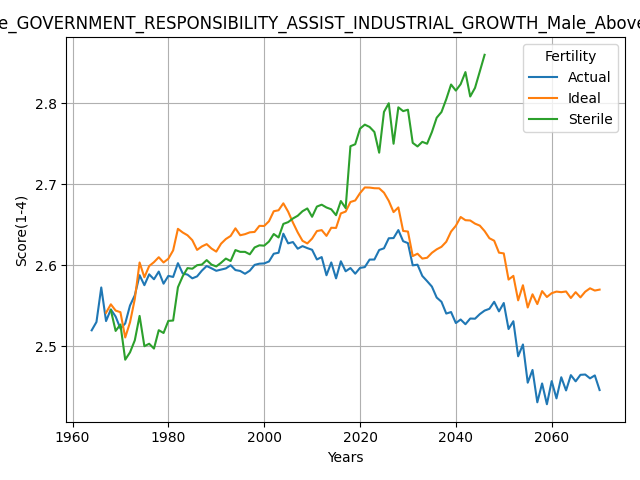 e_GOVERNMENT_RESPONSIBILITY_ASSIST_INDUSTRIAL_GROWTH_Male_Above
Fertility
Actual
Ideal
Sterile
Score(1-4)
2.8
2.7
2.6
2.5
1960 1980 2000 2020 2040 2060
Years